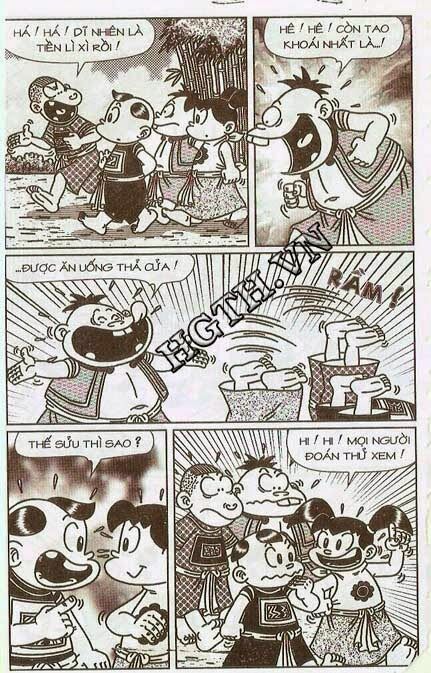 HÁ! HÁ! DĨ NHIÊN LÀ
TIỀN LÌ XÌ RỒI!
HÊ! HÊ! CÒN TAO
KHOÁI NHẤT LÀ...!
...ĐƯỢC ĂN UỐNG THẢ CỬA!
RẦM!
HGTH.VN
THẾ SỬU THÌ SAO?
HI! HI! MỌI NGƯỜI
ĐOÁN THỬ XEM!